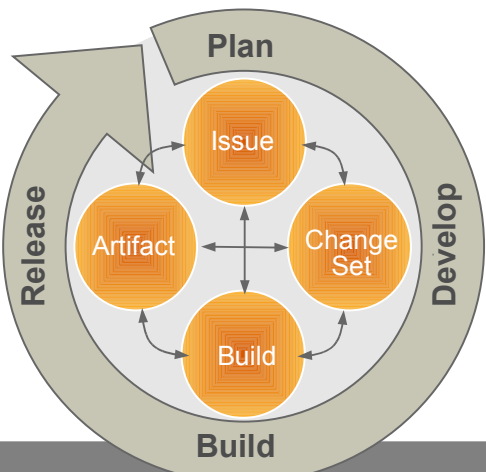 Plan
Issue
Release
Artifact
Change
Set
Develop
Build
Build